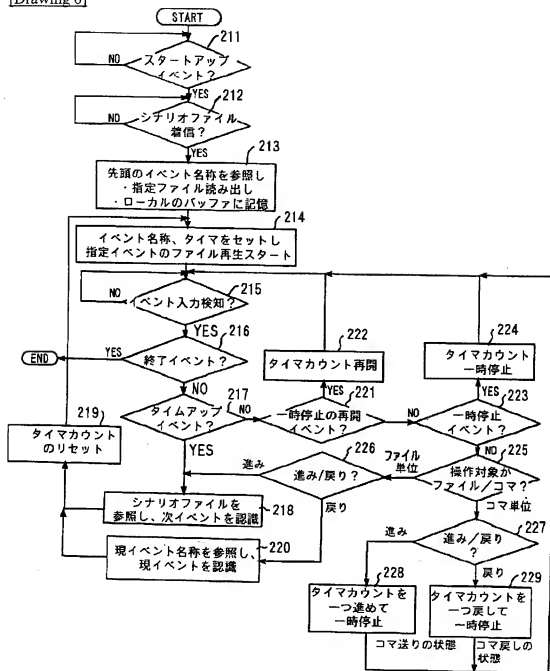 [Drawing 6]
START
211
スタートアップ
イベント?
NO
YES
212
シナリオファイル
着信?
NO
YES
213
先頭のイベント名称を参照し
・指定ファイル読み出し
・ローカルのバッファに記憶
214
イベント名称、タイマをセットし
指定イベントのファイル再生スタート
NO
イベント入力検知?
215
YES
216
END
YES
終了イベント?
NO
217
タイムアップ
イベント?
NO
YES
222
タイマカウント再開
YES
221
一時停止の再開
イベント?
NO
224
タイマカウント
一時停止
YES
223
一時停止
イベント?
NO
225
操作対象が
ファイル/コマ?
ファイル
単位
コマ単位
226
進み/戻り?
進み
戻り
219
タイマカウント
のリセット
シナリオファイルを
参照し、次イベントを認識
218
現イベント名称を参照し、
現イベントを認識
220
227
進み/戻り
?
進み
戻り
228
タイマカウントを
一つ進めて
一時停止
229
タイマカウントを
一つ戻して
一時停止
コマ送りの状態
コマ戻しの
状態